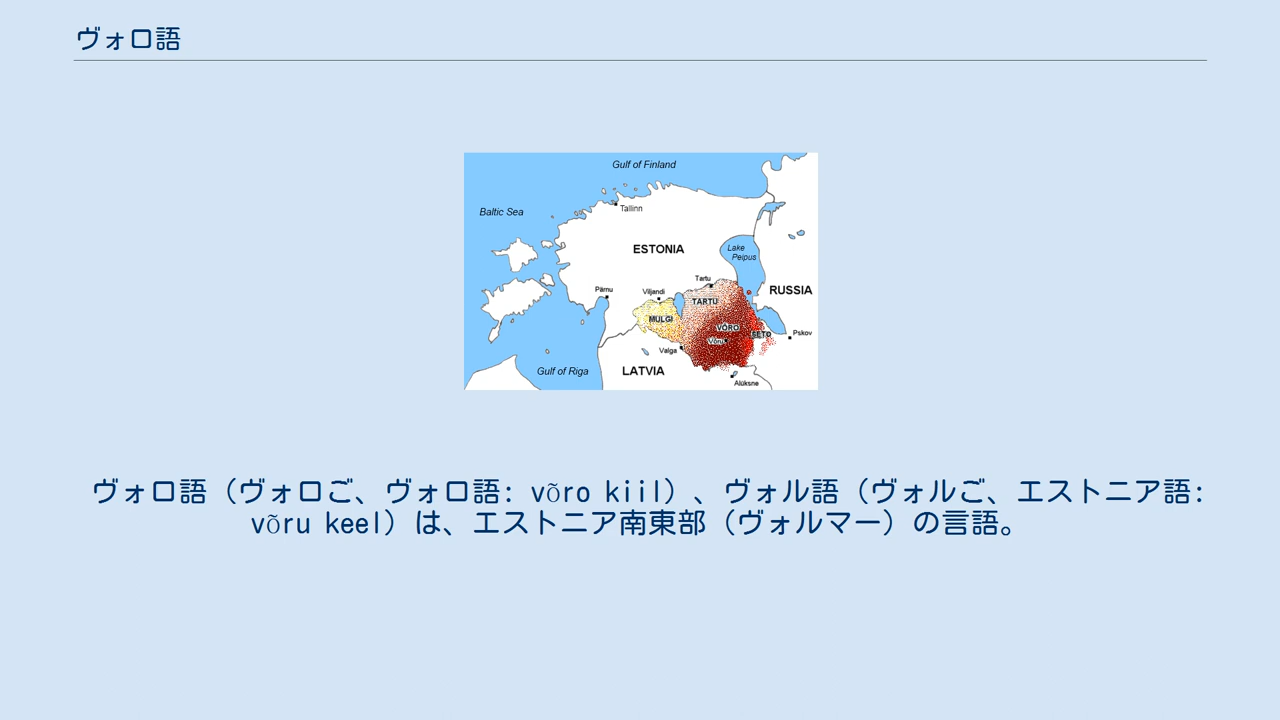 ヴォロ語
Gulf of Finland
Baltic Sea
Tallinn
ESTONIA
Lake
Peipus
RUSSIA
Tartu
Pärnu
Viljandi
TARTU
MULGI
VÕRO
SETO
Võru
Pskov
Valga
Gulf of Riga
LATVIA
Alūksne
ヴォロ語（ヴォロご、ヴォロ語: võro kiil）、ヴォル語（ヴォルご、エストニア語:
võru keel）は、エストニア南東部（ヴォルマー）の言語。